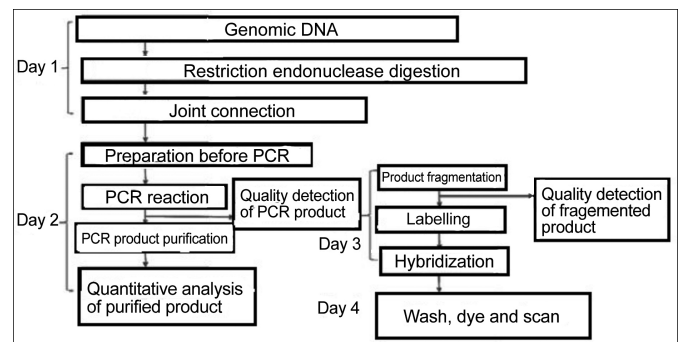 Genomic DNA
Day 1
Restriction endonuclease digestion
Joint connection
Preparation before PCR
PCR reaction
Quality detection
of PCR product
Day 2
PCR product purification
Quantitative analysis
of purified product
Product fragmentation
Quality detection
of fragemented
product
Labelling
Day 3
Hybridization
Day 4
Wash, dye and scan